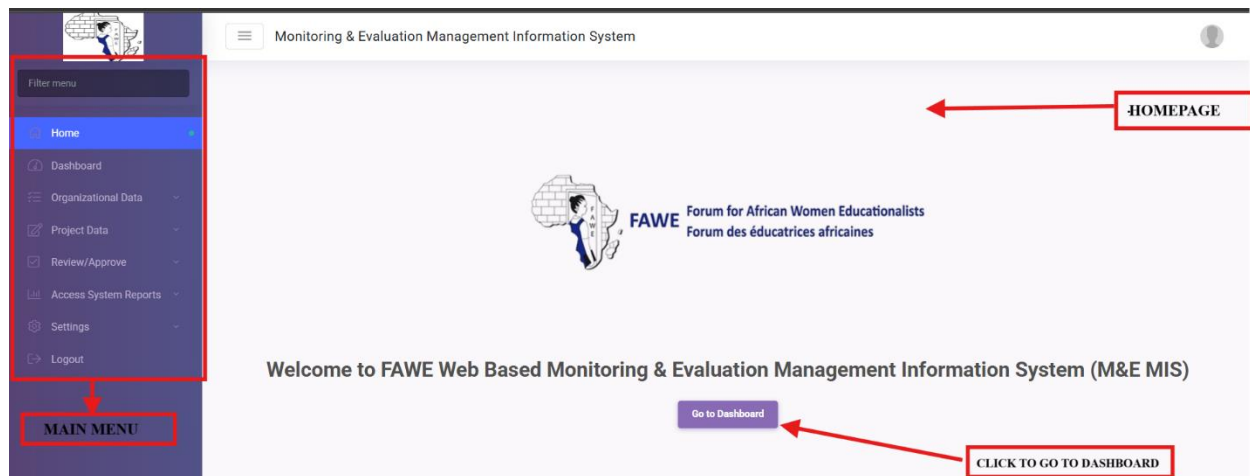 Monitoring & Evaluation Management Information System
Filter menu
Home
Dashboard
Organizational Data
Project Data
Review/Approve
Access System Reports
Settings
Logout
MAIN MENU
HOMEPAGE
FAWE
FAWE
Forum for African Women Educationalists
Forum des éducatrices africaines
Welcome to FAWE Web Based Monitoring & Evaluation Management Information System (M&E MIS)
Go to Dashboard
CLICK TO GO TO DASHBOARD